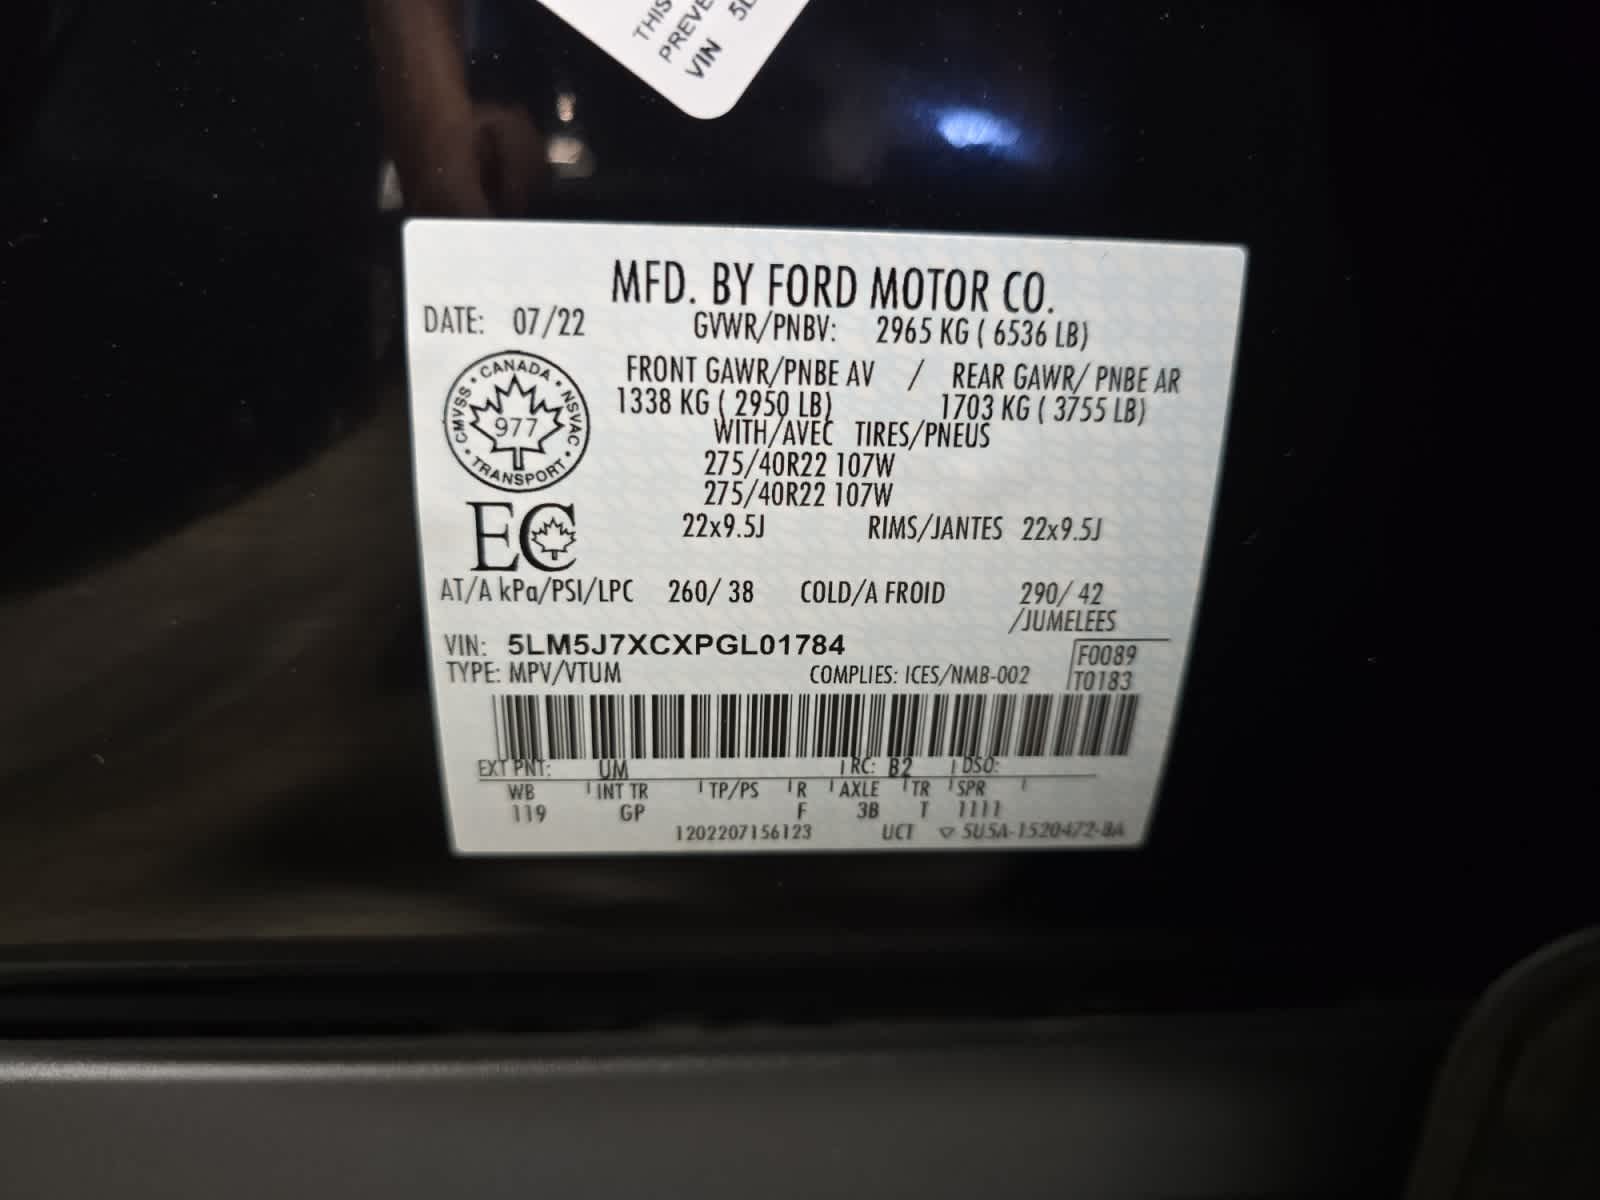 THIS
PREVE
VIN 5L
MFD. BY FORD MOTOR CO.
DATE: 07/22 GVWR/PNBV: 2965 KG ( 6536 LB)
FRONT GAWR/PNBE AV / REAR GAWR/ PNBE AR
1338 KG ( 2950 LB) 1703 KG ( 3755 LB)
WITH/AVEC TIRES/PNEUS
275/40R22 107W
275/40R22 107W
22x9.5J RIMS/JANTES 22x9.5J
CANADA • NSVAC • TRANSPORT • CMVSS •
977
EC
AT/A kPa/PSI/LPC 260/ 38 COLD/A FROID 290/ 42
/JUMELEES
VIN: 5LM5J7XCXPGL01784
TYPE: MPV/VTUM COMPLIES: ICES/NMB-002
F0089
T0183
EXT PNT: UM RC: B2 DSO:
WB INT TR TP/PS R AXLE TR SPR
119 GP F 3B T 1111
1202207156123 UCT ▽ 5U5A-1520472-BA